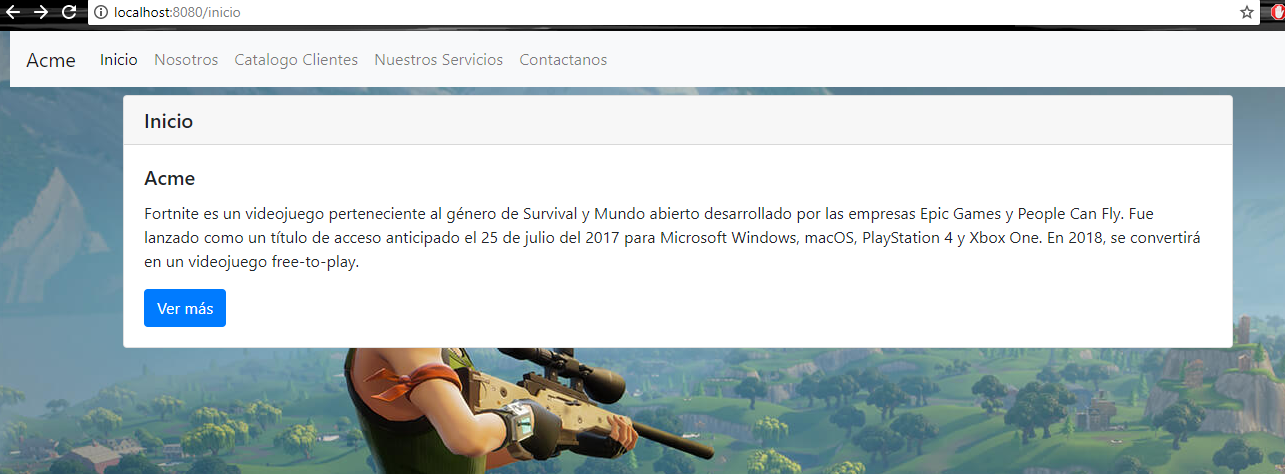 localhost:8080/inicio
Acme Inicio Nosotros Catalogo Clientes Nuestros Servicios Contactanos
Inicio
Acme
Fortnite es un videojuego perteneciente al género de Survival y Mundo abierto desarrollado por las empresas Epic Games y People Can Fly. Fue
lanzado como un título de acceso anticipado el 25 de julio del 2017 para Microsoft Windows, macOS, PlayStation 4 y Xbox One. En 2018, se convertirá
en un videojuego free-to-play.
Ver más